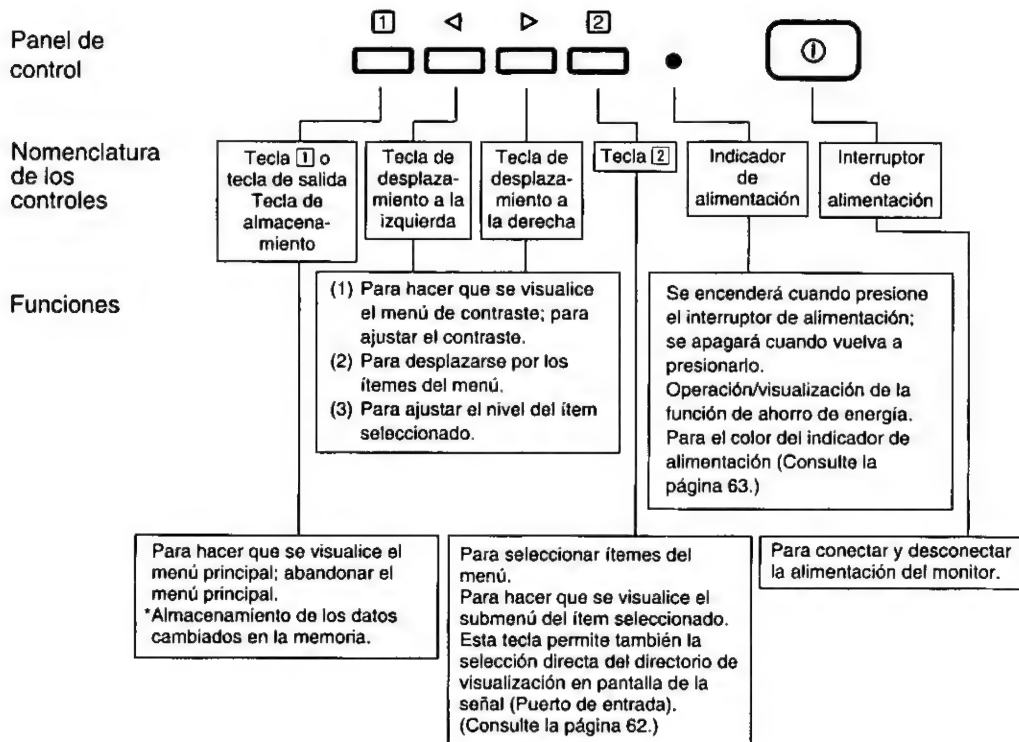 1 ◁ ▷ 2
Panel de
control
Nomenclatura
de los
controles
Tecla 1 o
tecla de salida
Tecla de
almacena-
miento
Tecla de
desplaza-
miento a la
izquierda
Tecla de
desplaza-
miento a
la derecha
Tecla 2
Indicador
de
alimentación
Interruptor
de
alimentación
Funciones
(1) Para hacer que se visualice
el menú de contraste; para
ajustar el contraste.
(2) Para desplazarse por los
ítemes del menú.
(3) Para ajustar el nivel del ítem
seleccionado.
Se encenderá cuando presione
el interruptor de alimentación;
se apagará cuando vuelva a
presionarlo.
Operación/visualización de la
función de ahorro de energía.
Para el color del indicador de
alimentación (Consulte la
página 63.)
Para hacer que se visualice el
menú principal; abandonar el
menú principal.
*Almacenamiento de los datos
cambiados en la memoria.
Para seleccionar ítemes del
menú.
Para hacer que se visualice el
submenú del ítem seleccionado.
Esta tecla permite también la
selección directa del directorio de
visualización en pantalla de la
señal (Puerto de entrada).
(Consulte la página 62.)
Para conectar y desconectar
la alimentación del monitor.